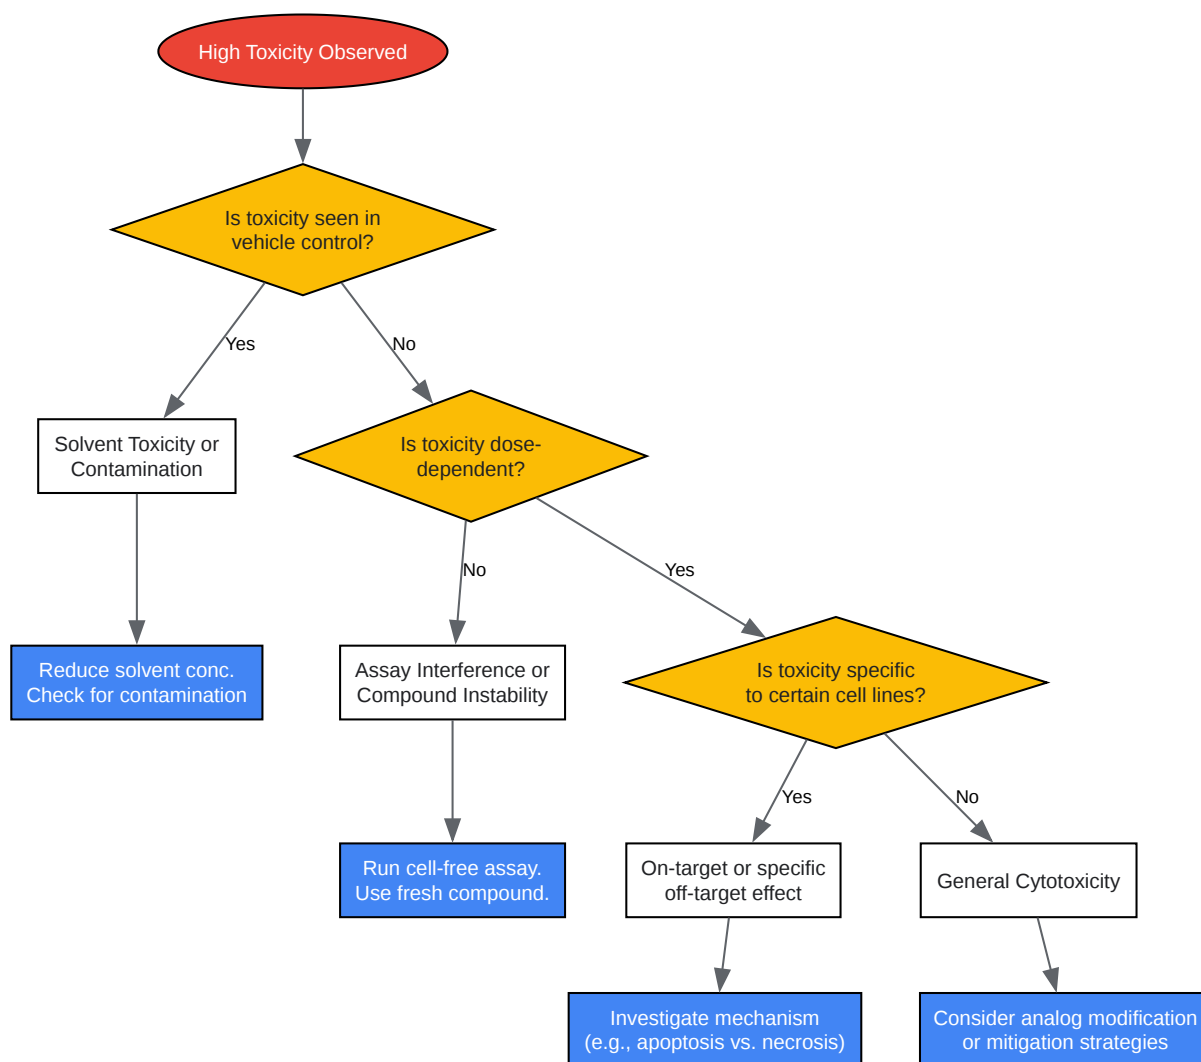 High Toxicity Observed
Is toxicity seen in
vehicle control?
Yes
No
Solvent Toxicity or
Contamination
Is toxicity dose-
dependent?
No
Yes
Reduce solvent conc.
Check for contamination
Assay Interference or
Compound Instability
Is toxicity specific
to certain cell lines?
Yes
No
Run cell-free assay.
Use fresh compound.
On-target or specific
off-target effect
General Cytotoxicity
Investigate mechanism
(e.g., apoptosis vs. necrosis)
Consider analog modification
or mitigation strategies